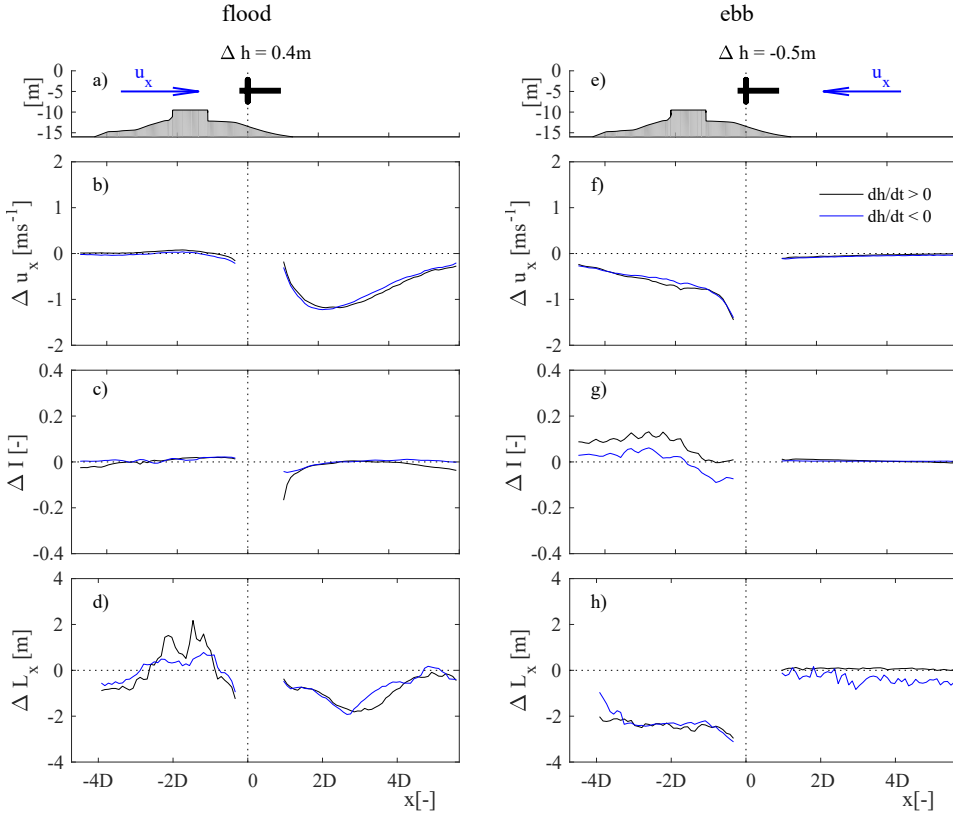 flood
ebb
Δ h = 0.4m
Δ h = -0.5m
a)
u_x
[m]
0
-5
-10
-15
e)
u_x
[m]
0
-5
-10
-15
b)
Δ u_x [ms^-1]
2
1
0
-1
-2
f)
dh/dt > 0
dh/dt < 0
Δ u_x [ms^-1]
2
1
0
-1
-2
c)
Δ I [-]
0.4
0.2
0
-0.2
-0.4
g)
Δ I [-]
0.4
0.2
0
-0.2
-0.4
d)
Δ L_x [m]
4
2
0
-2
-4
-4D -2D 0 2D 4D
x[-]
h)
Δ L_x [m]
4
2
0
-2
-4
-4D -2D 0 2D 4D
x[-]